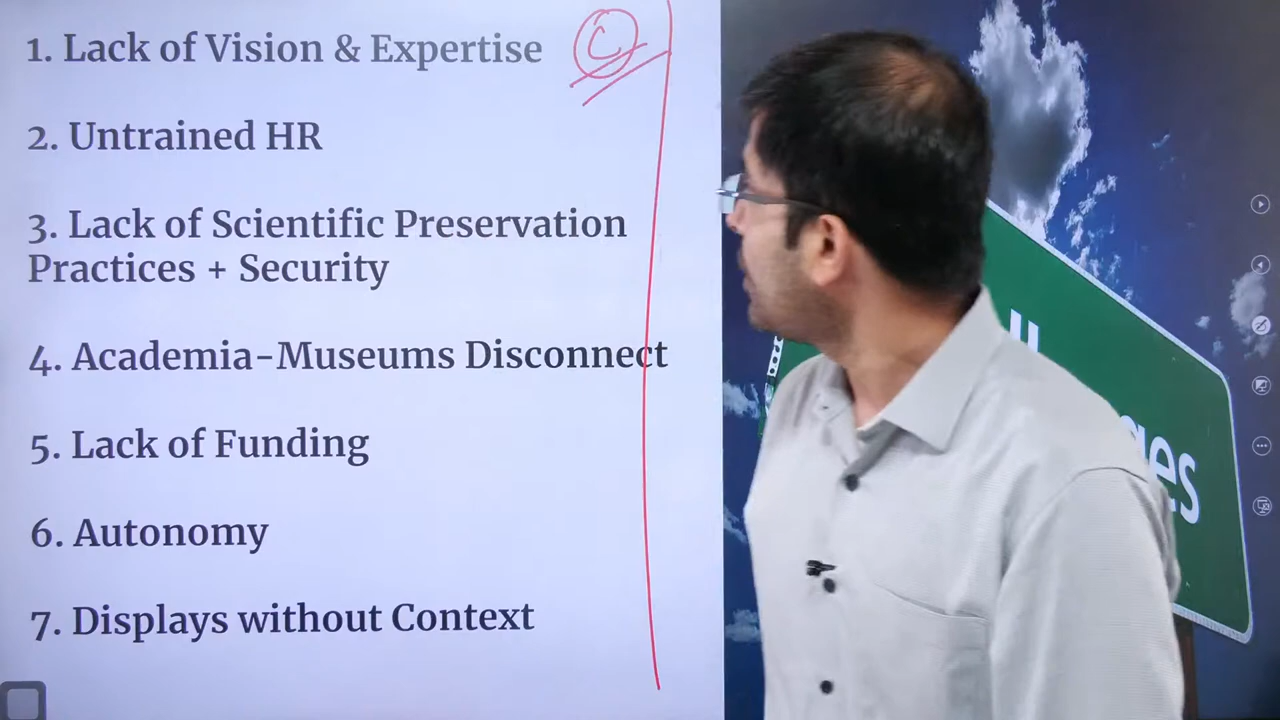 1. Lack of Vision & Expertise
C
2. Untrained HR
3. Lack of Scientific Preservation
Practices + Security
4. Academia-Museums Disconnect
5. Lack of Funding
6. Autonomy
7. Displays without Context